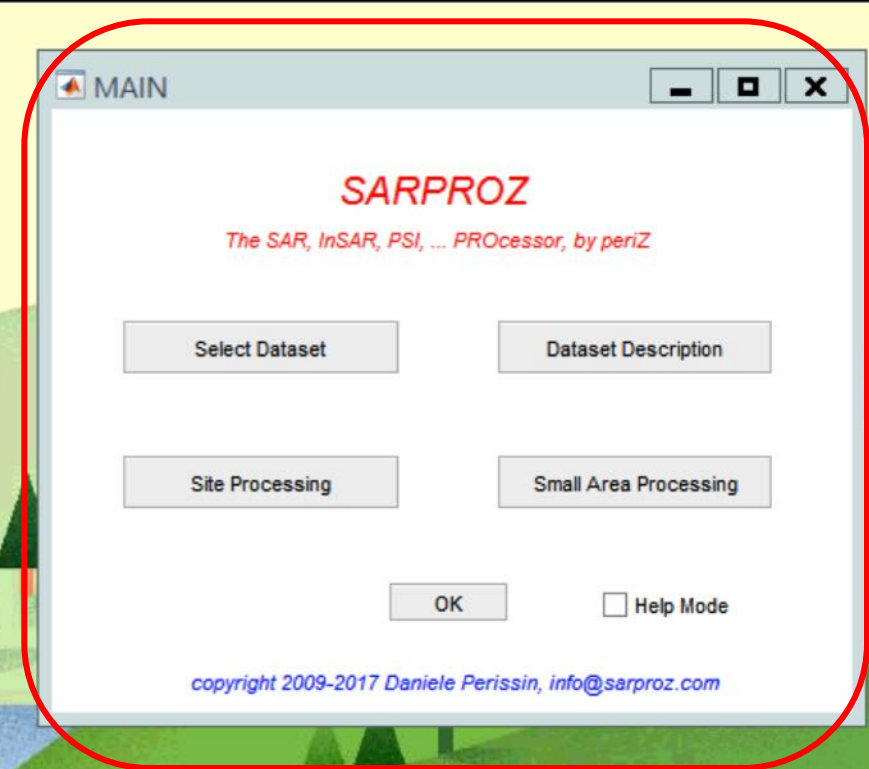 MAIN
SARPROZ
The SAR, InSAR, PSI, ... PROcessor, by periZ
Select Dataset
Dataset Description
Site Processing
Small Area Processing
OK
Help Mode
copyright 2009-2017 Daniele Perissin, info@sarproz.com